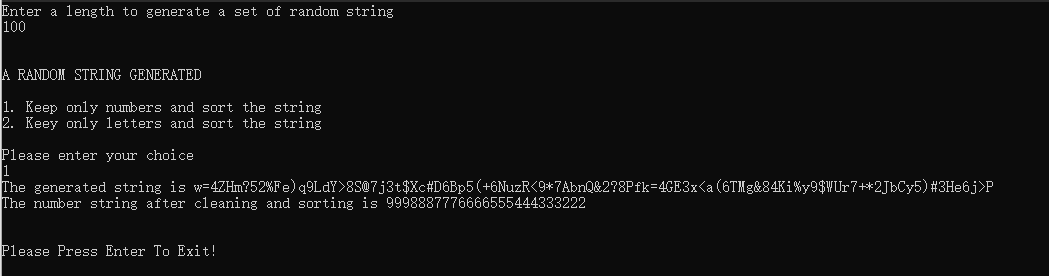 Enter a length to generate a set of random string
100
A RANDOM STRING GENERATED
1. Keep only numbers and sort the string
2. Keey only letters and sort the string
Please enter your choice
1
The generated string is w=4ZHm?52%Fe)q9LdY>8S@7j3t$Xc#D6Bp5(+6NuzR<9*7AbnQ&2?8Pfk=4GE3x<a(6TMg&84Ki%y9$WUr7+*2JbCy5)#3He6j>P
The number string after cleaning and sorting is 9998887776666555444333222
Please Press Enter To Exit!